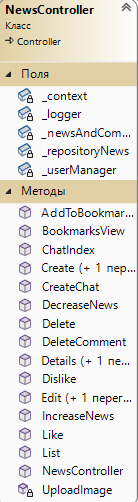 NewsController
Класс
Controller
Поля
_context
_logger
_newsAndCom...
_repositoryNews
_userManager
Методы
AddToBookmar...
BookmarksView
ChatIndex
Create (+ 1 пер...
CreateChat
DecreaseNews
Delete
DeleteComment
Details (+ 1 пер...
Dislike
Edit (+ 1 перег...
IncreaseNews
Like
List
NewsController
UploadImage